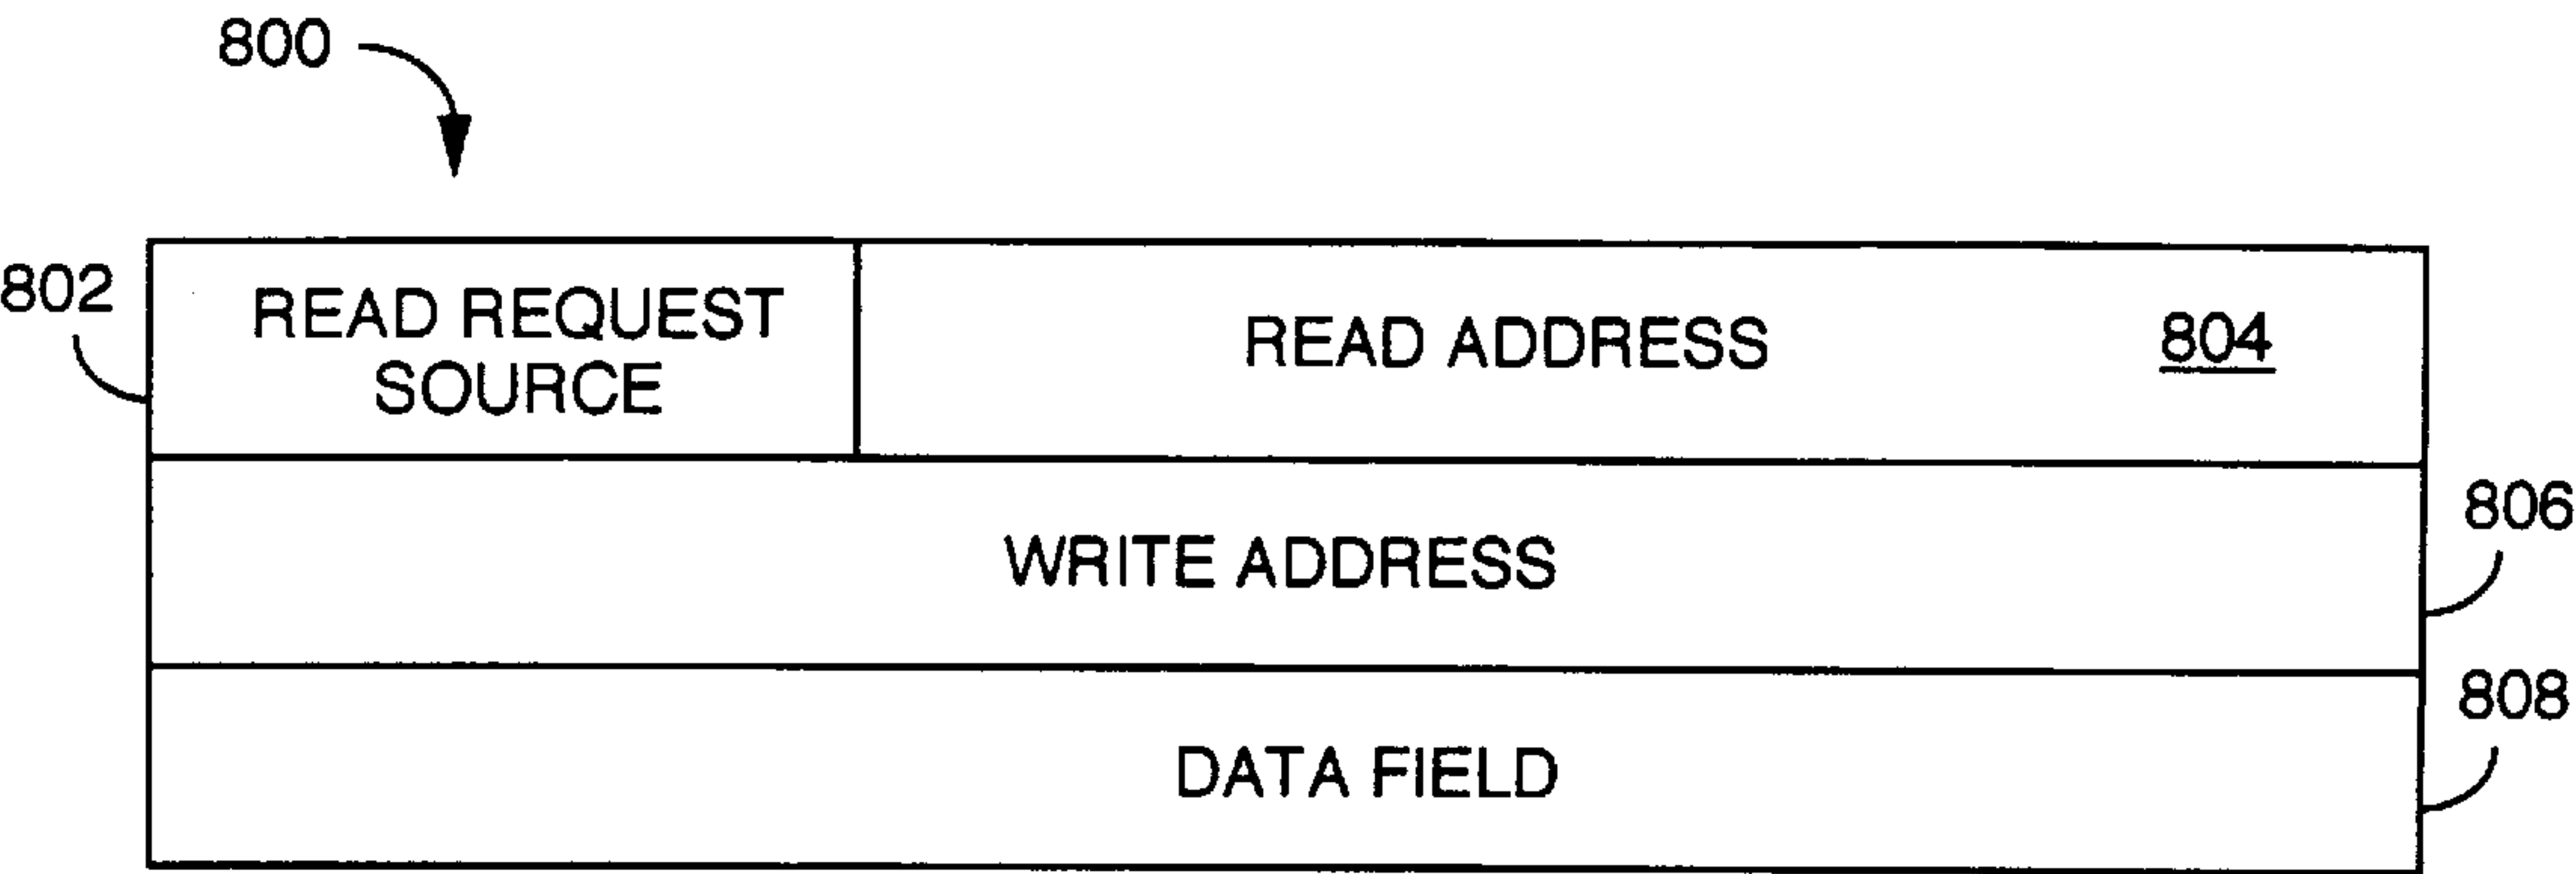 800
802
READ REQUEST
SOURCE
READ ADDRESS
804
WRITE ADDRESS
806
DATA FIELD
808